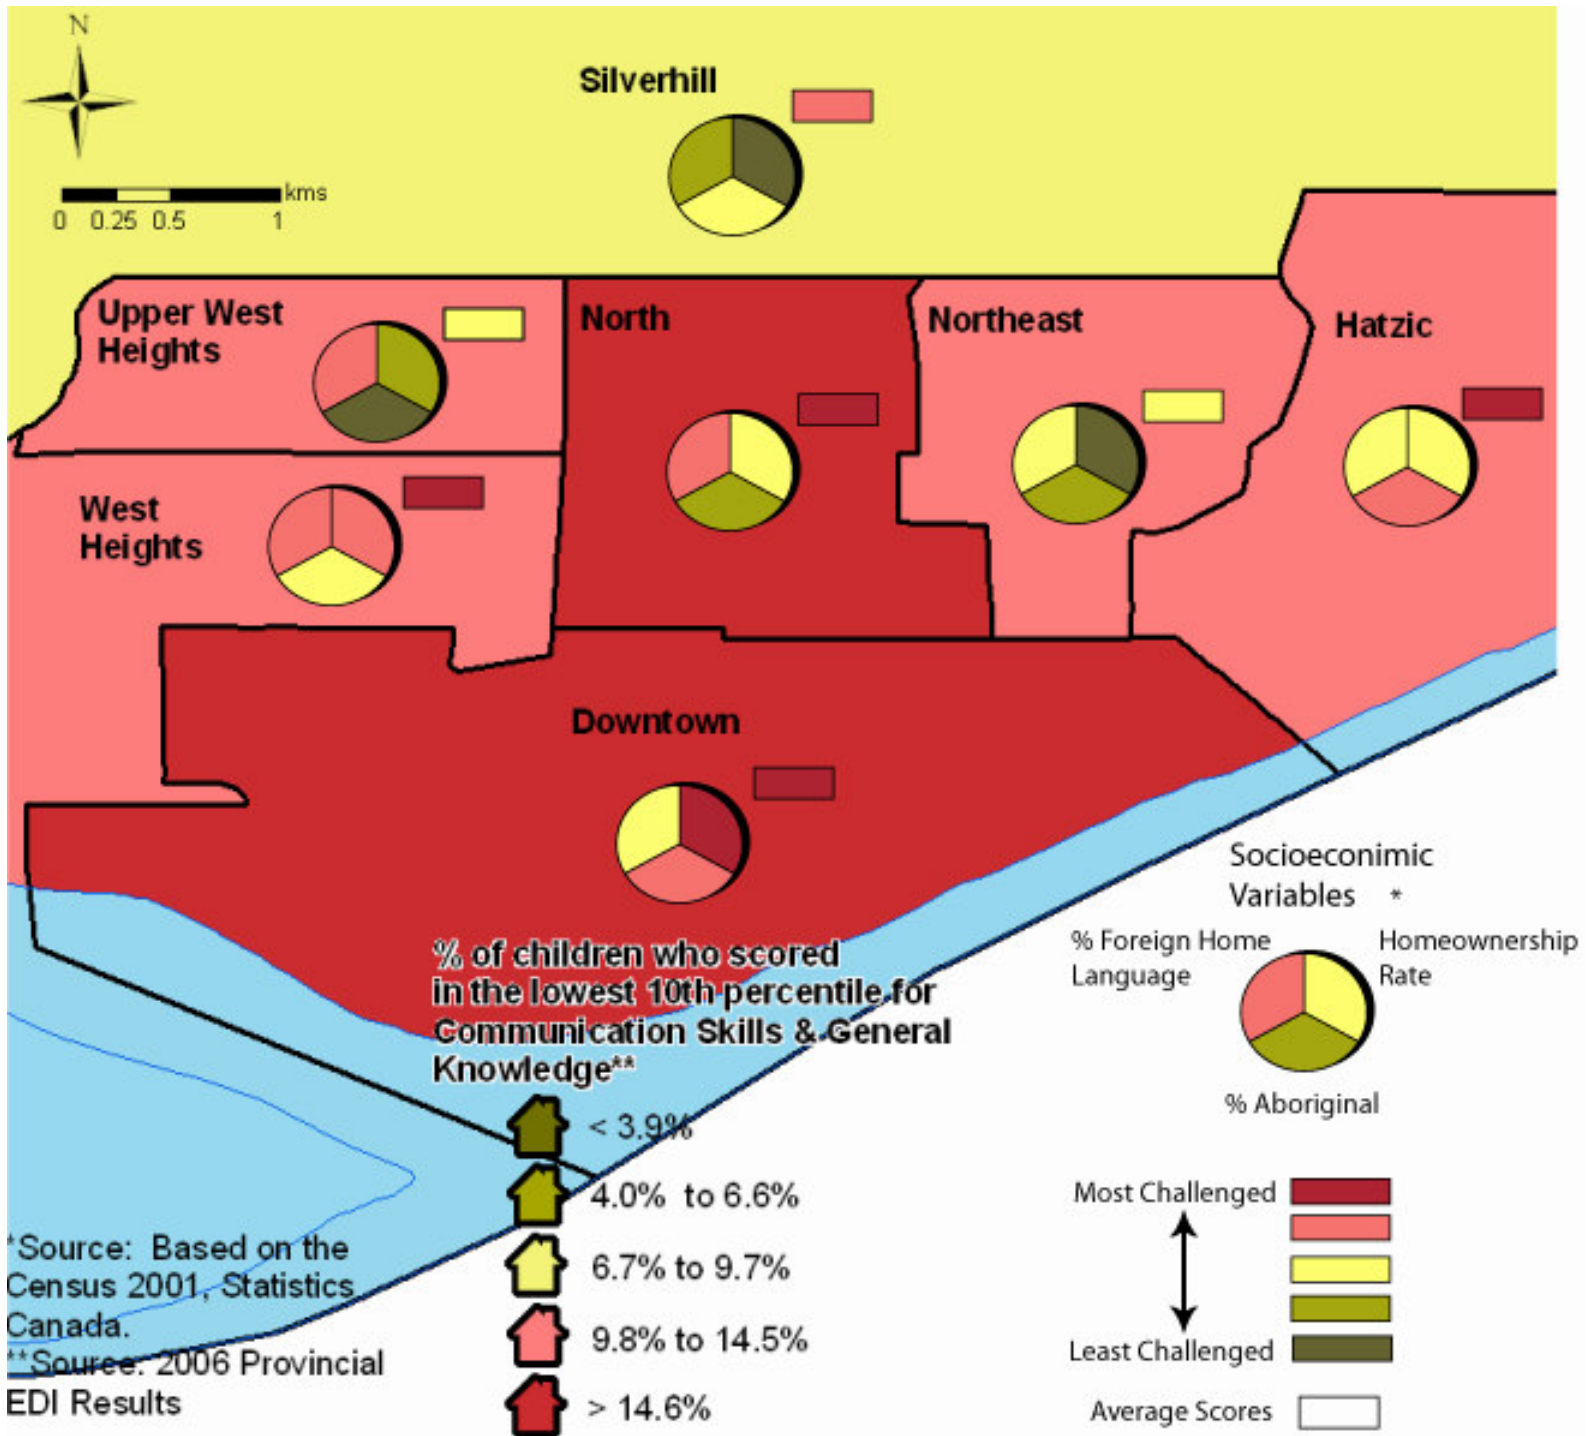 N
Silverhill
kms
0 0.25 0.5 1
Upper West
Heights
North
Northeast
Hatzic
West
Heights
Downtown
% of children who scored
in the lowest 10th percentile for
Communication Skills & General
Knowledge**
< 3.9%
4.0% to 6.6%
6.7% to 9.7%
9.8% to 14.5%
> 14.6%
*Source: Based on the
Census 2001, Statistics
Canada.
**Source: 2006 Provincial
EDI Results
Socioeconimic
Variables *
% Foreign Home
Language
Homeownership
Rate
% Aboriginal
Most Challenged
Least Challenged
Average Scores